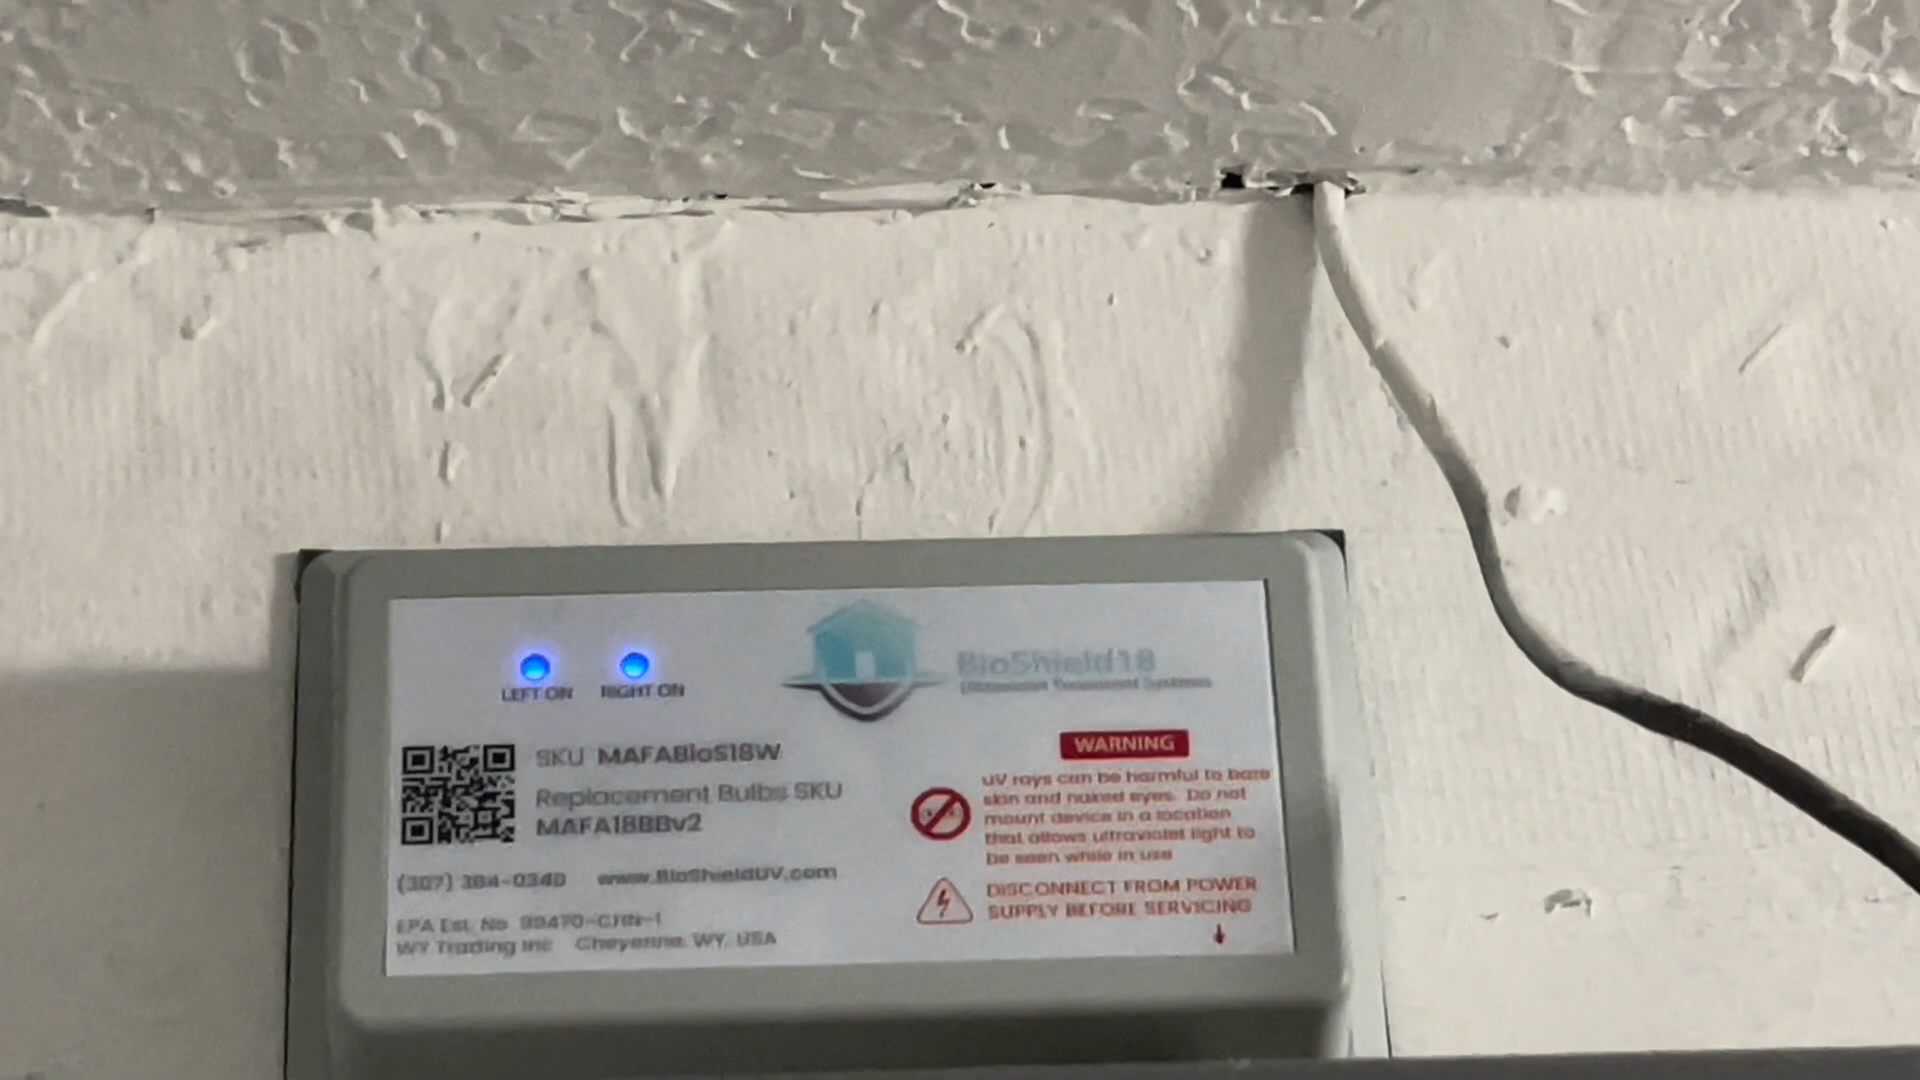 LEFT ON RIGHT ON
BioShield18
SKU MAFABioS18W
Replacement Bulbs SKU
MAFA18BBv2
(307) 384-0340 www.BioShieldUV.com
EPA Est. No
WY Trading Inc Cheyenne, WY, USA
WARNING
UV rays can be harmful to bare
skin and naked eyes. Do not
mount device in a location
that allows ultraviolet light to
be seen while in use
DISCONNECT FROM POWER
SUPPLY BEFORE SERVICING